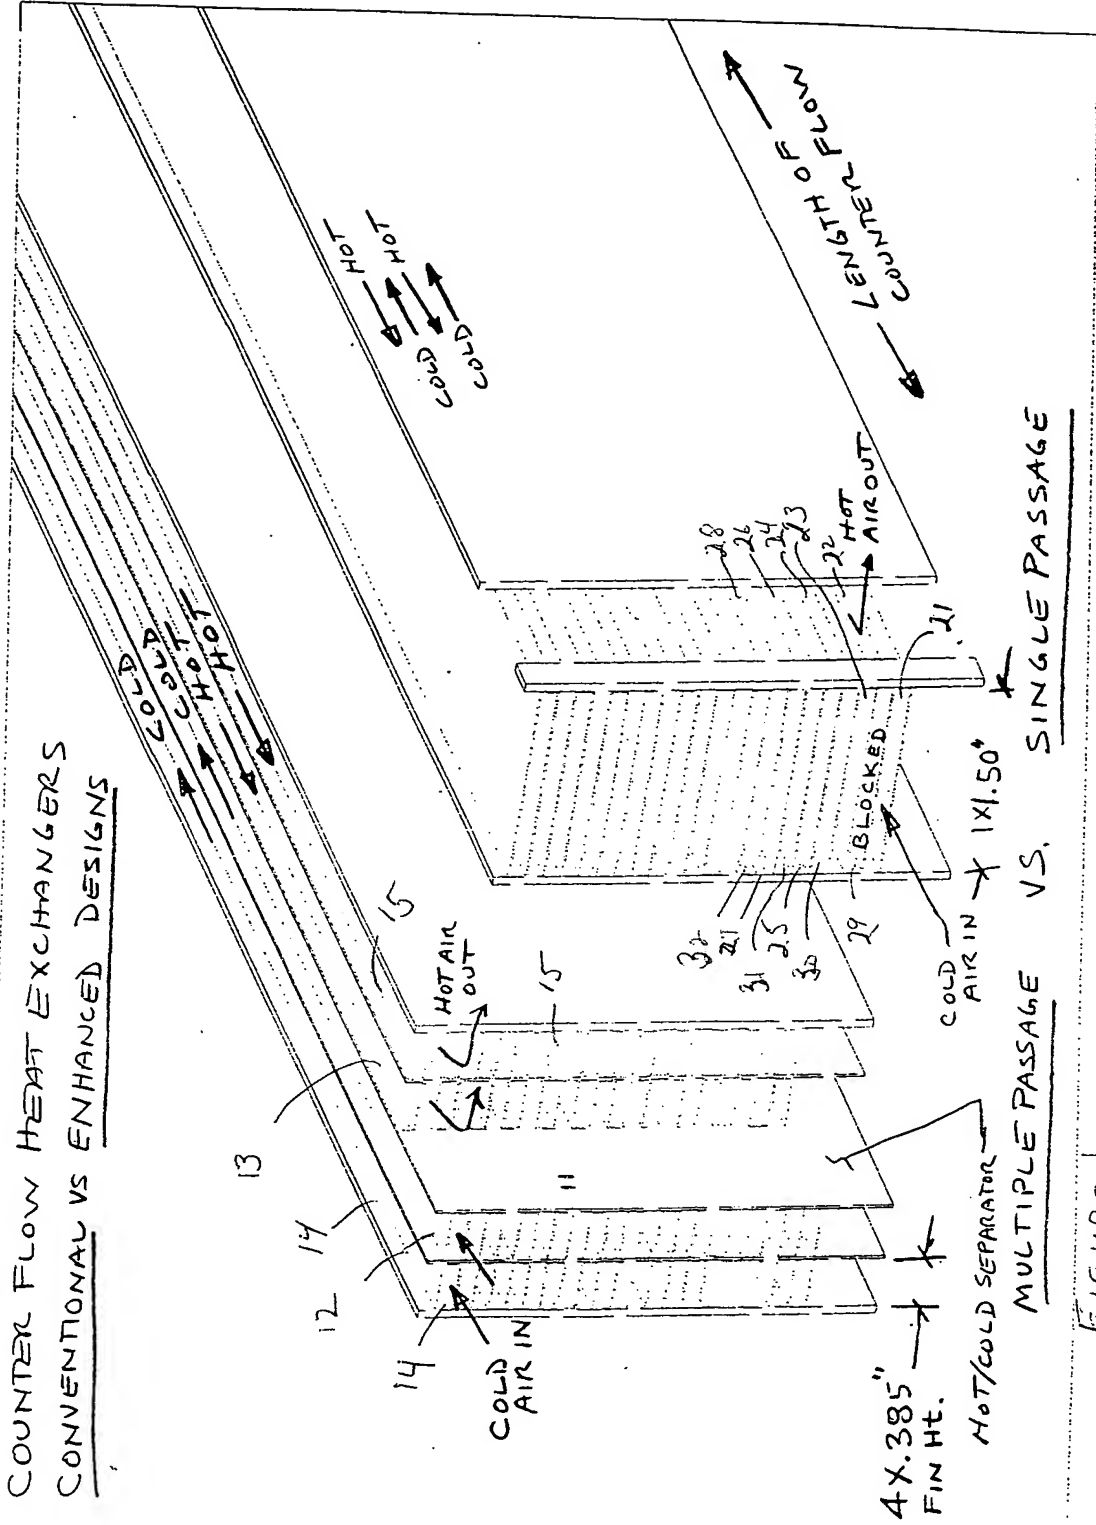 COUNTER FLOW HEAT EXCHANGERS
CONVENTIONAL VS ENHANCED DESIGNS
COLD
COLD
HOT
HOT
HOT
HOT
COLD
COLD
LENGTH OF
COUNTER FLOW
13
14
12
14
15
HOT AIR
OUT
15
11
COLD
AIR IN
28
26
24
23
22
HOT
AIR OUT
21
32
27
31
25
30
29
BLOCKED
COLD
AIR IN
1X1.50"
4X.385"
FIN Ht.
HOT/COLD SEPARATOR
MULTIPLE PASSAGE VS. SINGLE PASSAGE